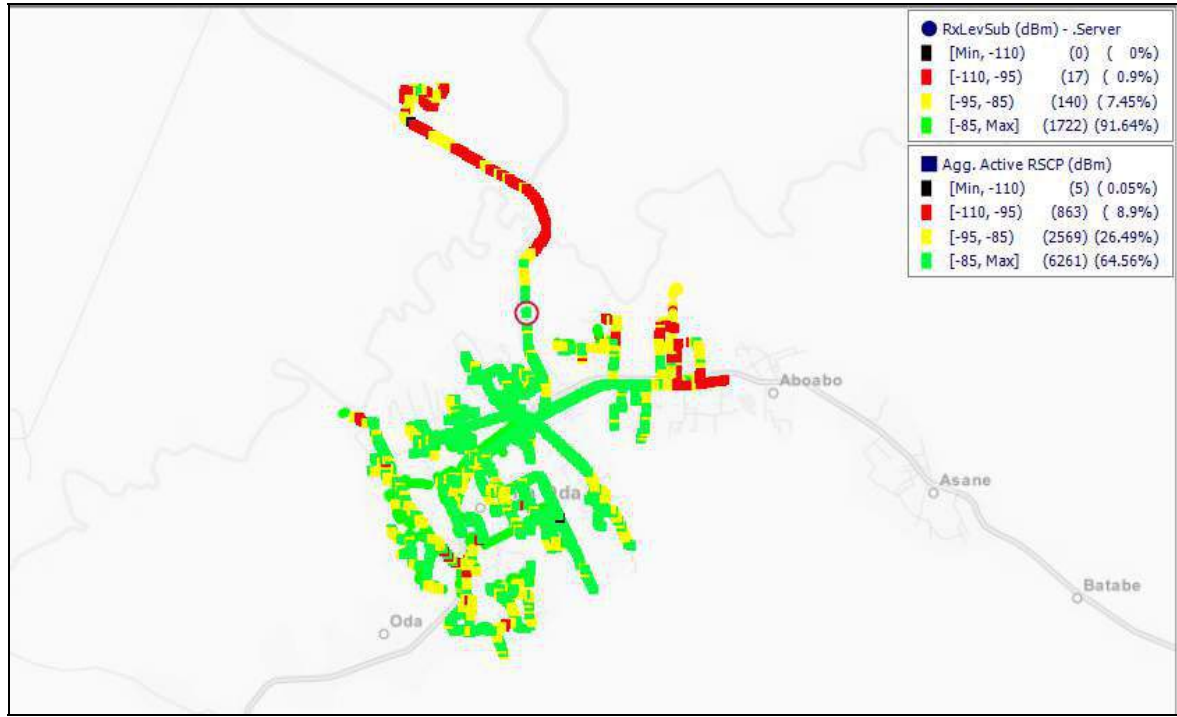 RxLevSub (dBm) - .Server
[Min, -110) (0) ( 0%)
[-110, -95) (17) ( 0.9%)
[-95, -85) (140) ( 7.45%)
[-85, Max] (1722) (91.64%)
Agg. Active RSCP (dBm)
[Min, -110) (5) ( 0.05%)
[-110, -95) (863) ( 8.9%)
[-95, -85) (2569) (26.49%)
[-85, Max] (6261) (64.56%)
Aboabo
Asane
Oda
Batabe
Oda